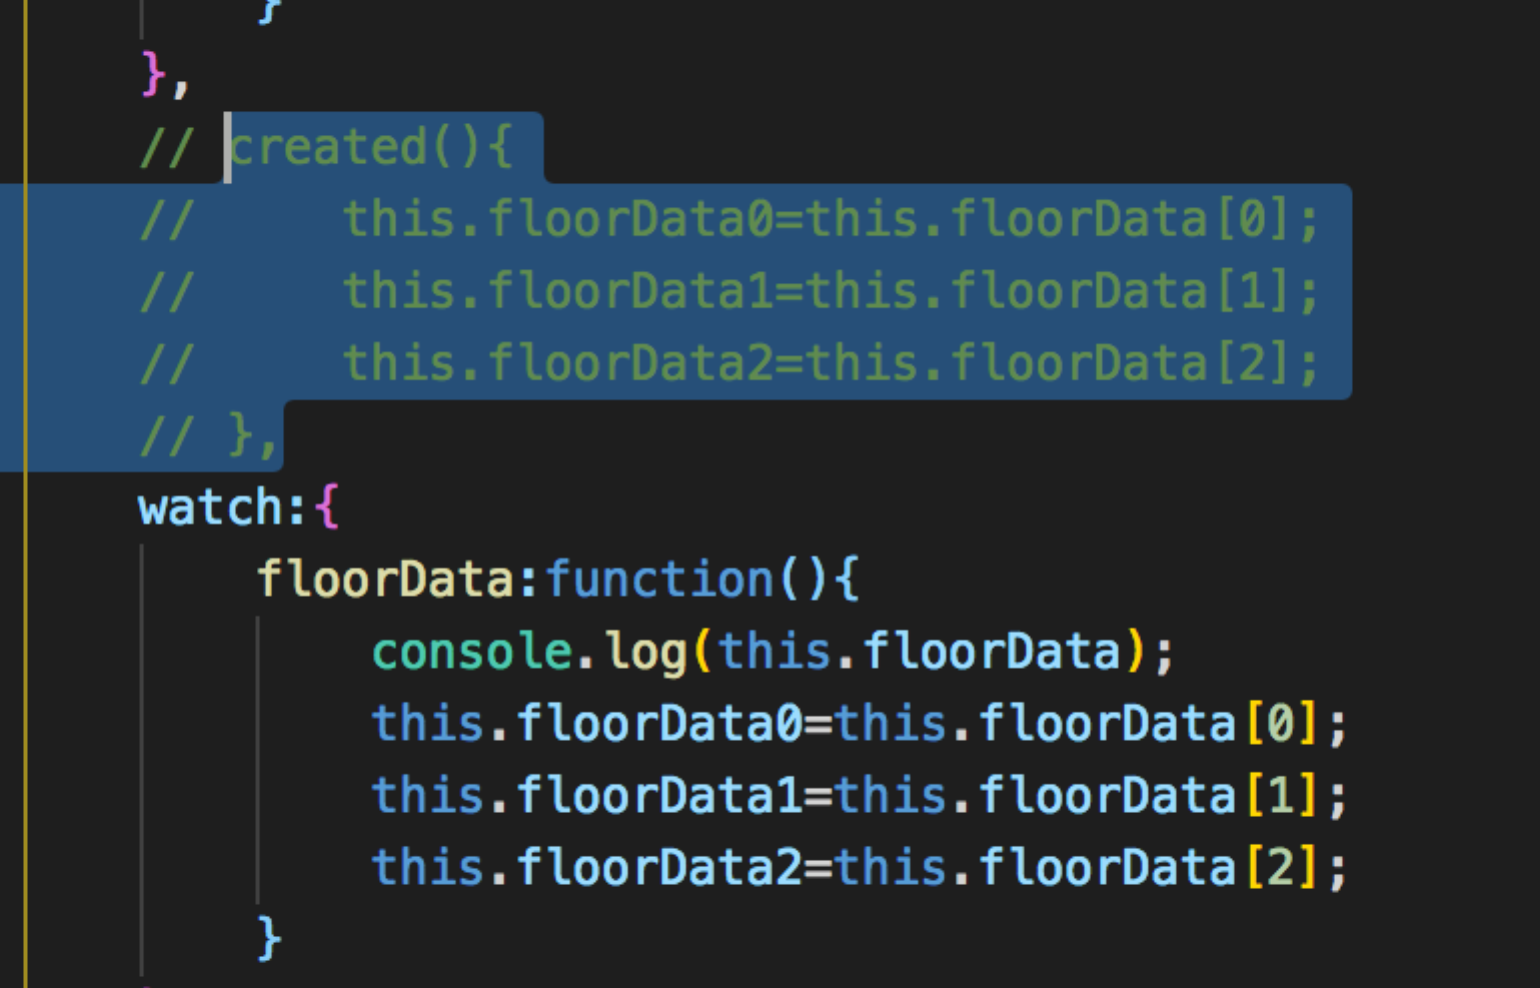 }
},
// created(){
//     this.floorData0=this.floorData[0];
//     this.floorData1=this.floorData[1];
//     this.floorData2=this.floorData[2];
// },
watch:{
floorData:function(){
console.log(this.floorData);
this.floorData0=this.floorData[0];
this.floorData1=this.floorData[1];
this.floorData2=this.floorData[2];
}